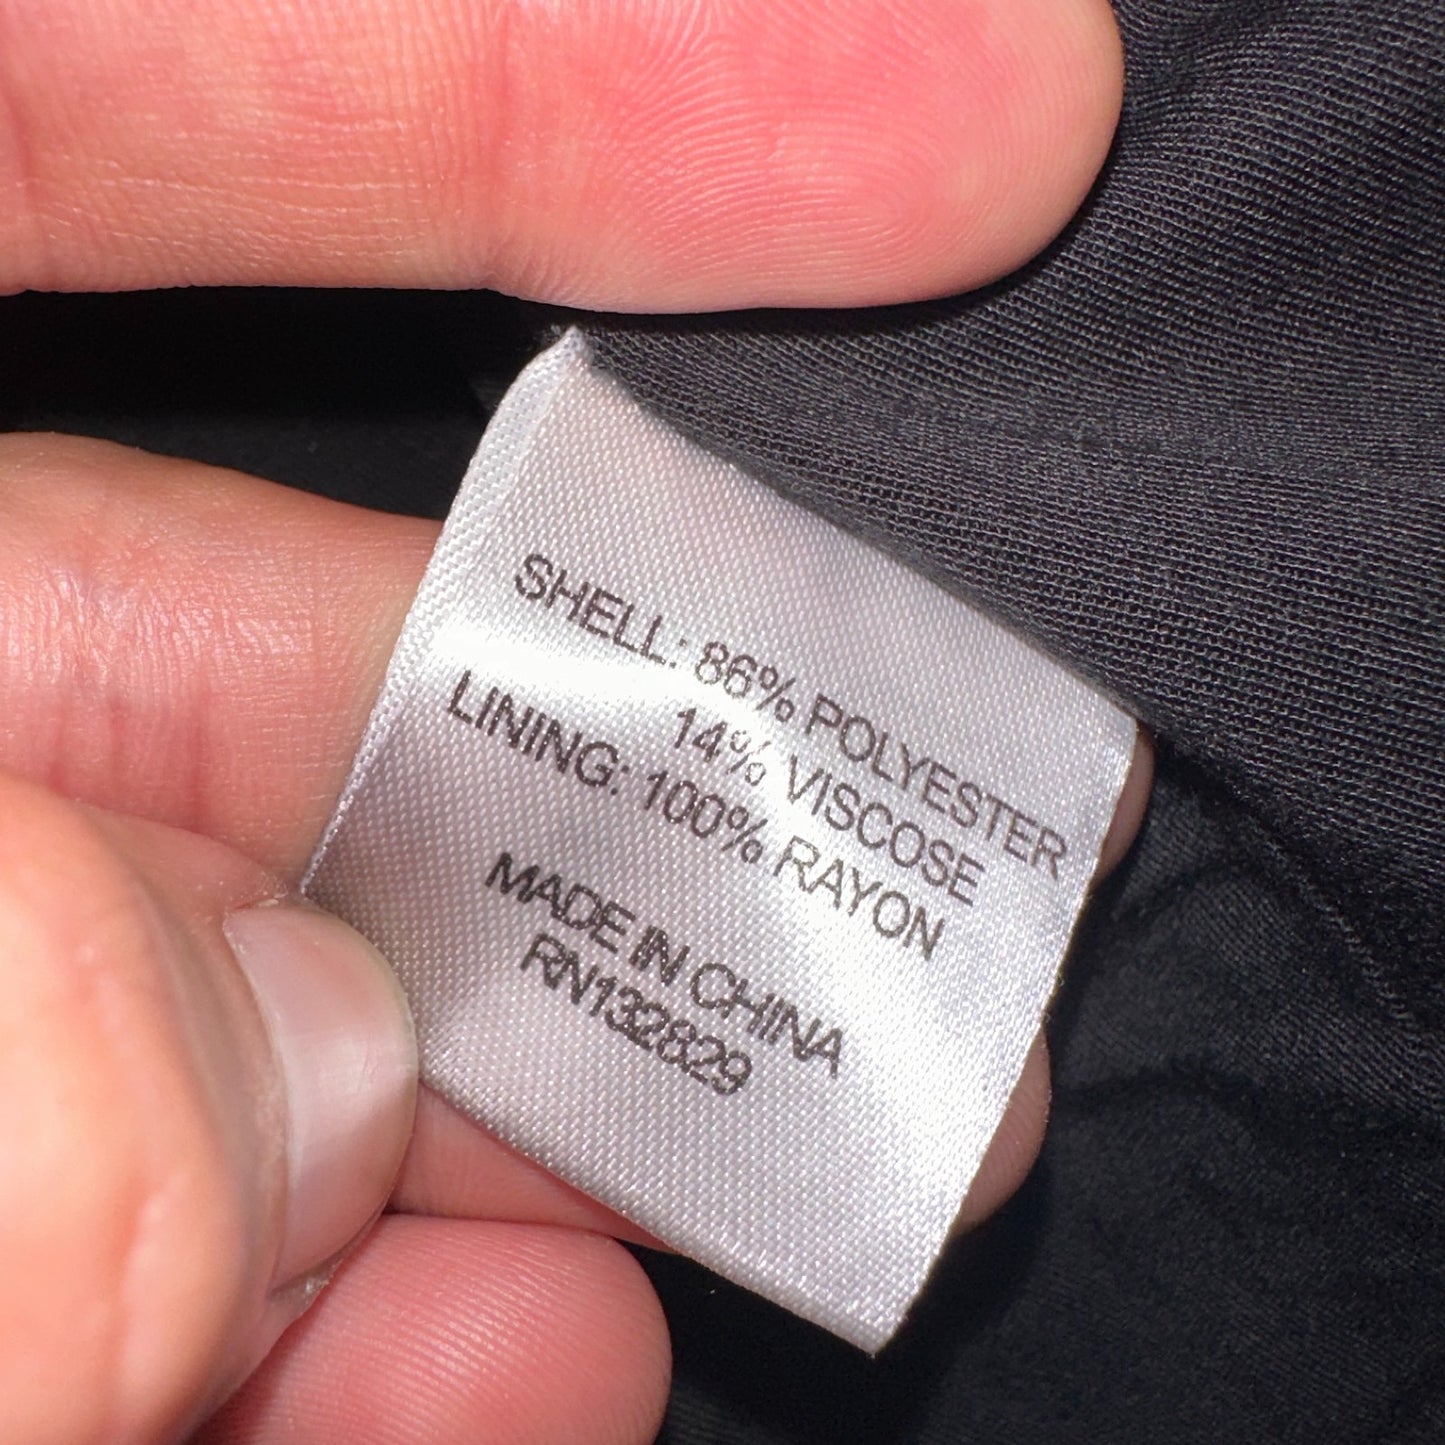 SHELL: 86% POLYESTER
14% VISCOSE
LINING: 100% RAYON
MADE IN CHINA
RN132829